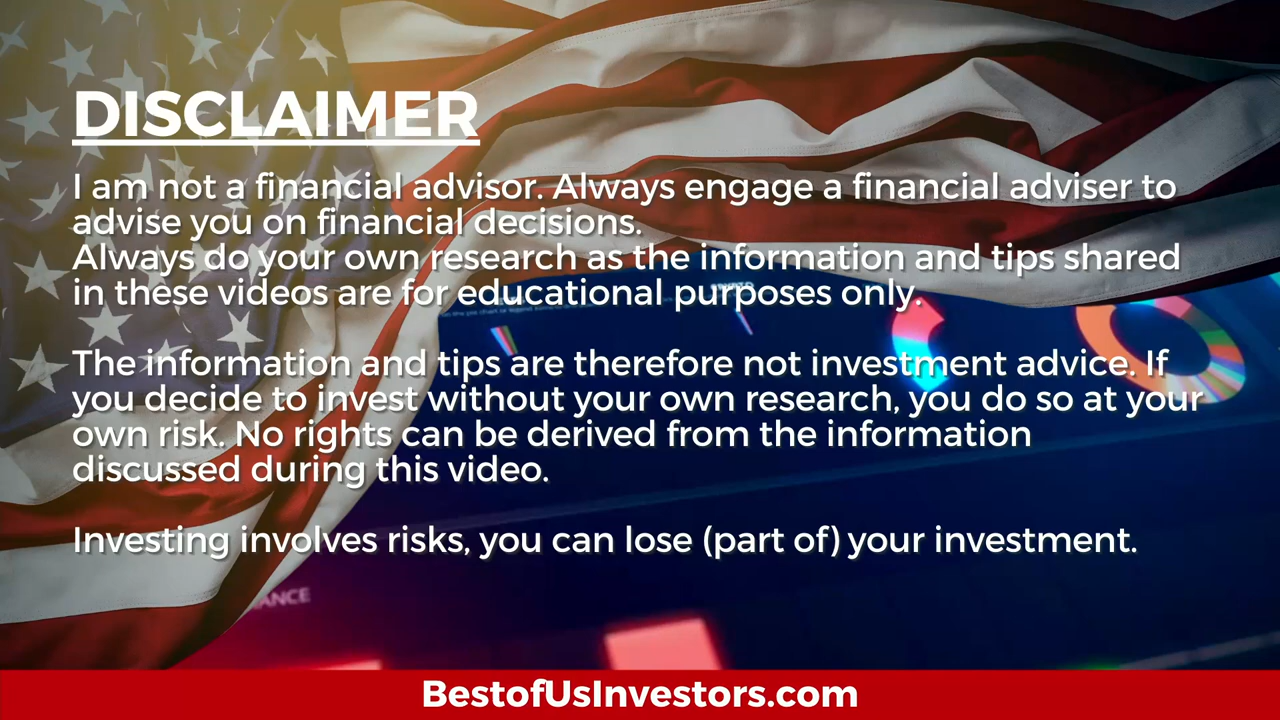 DISCLAIMER
I am not a financial advisor. Always engage a financial adviser to
advise you on financial decisions.
Always do your own research as the information and tips shared
in these videos are for educational purposes only.
The information and tips are therefore not investment advice. If
you decide to invest without your own research, you do so at your
own risk. No rights can be derived from the information
discussed during this video.
Investing involves risks, you can lose (part of) your investment.
BestofUsInvestors.com